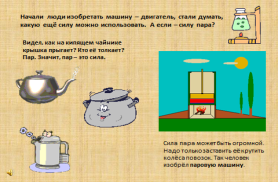 Начали люди изобретать машину – двигатель, стали думать,
какую ещё силу можно использовать. А если – силу пара?
Видел, как на кипящем чайнике
крышка прыгает? Кто её толкает?
Пар. Значит, пар – это сила.
Сила пара может быть огромной.
Надо только заставить её крутить
колёса повозок. Так человек
изобрёл паровую машину.